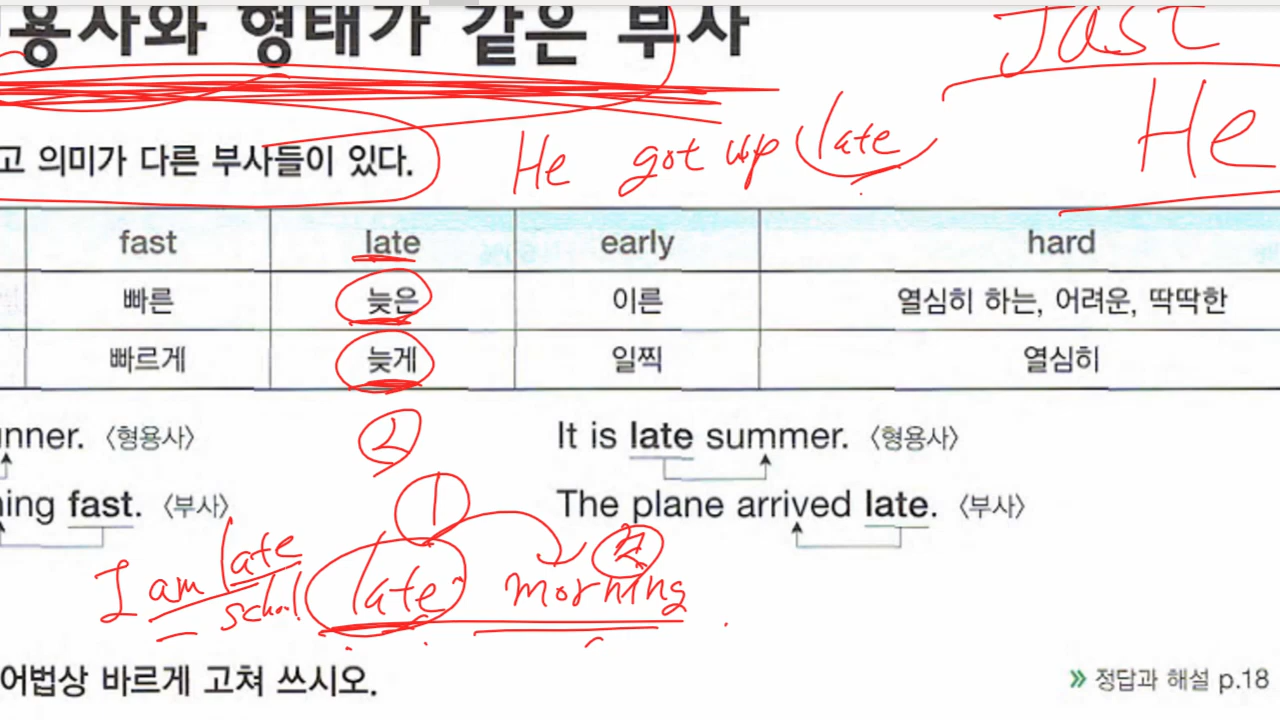 용사와 형태가 같은 부사
fast
He
고 의미가 다른 부사들이 있다.
He got up late
fast late early hard
빠른 늦은 이른 열심히 하는, 어려운, 딱딱한
빠르게 늦게 일찍 열심히
nner. <형용사> It is late summer. <형용사>
2
1
ing fast. <부사> The plane arrived late. <부사>
명
I am late
school
late morning
어법상 바르게 고쳐 쓰시오.
» 정답과 해설 p.18